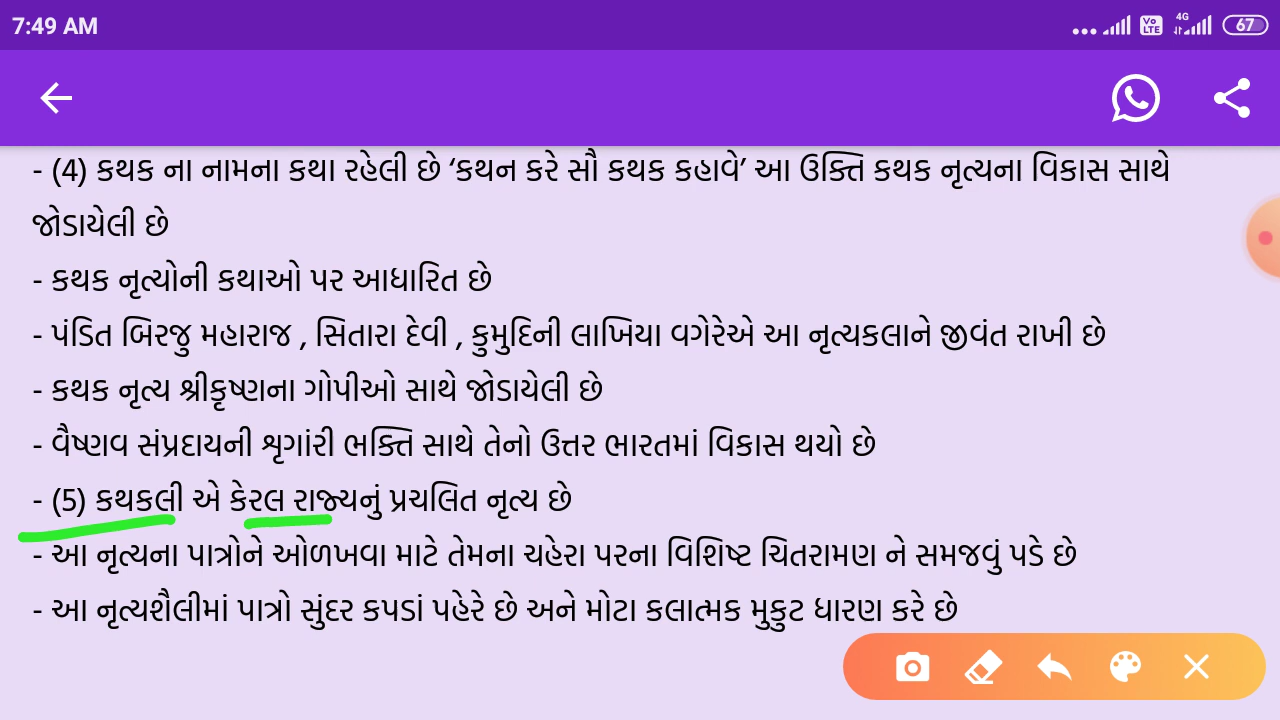 7:49 AM
Vo LTE 4G 67
- (4) કથક ના નામના કથા રહેલી છે ‘કથન કરે સૌ કથક કહાવે’ આ ઉક્તિ કથક નૃત્યના વિકાસ સાથે
જોડાયેલી છે
- કથક નૃત્યોની કથાઓ પર આધારિત છે
- પંડિત બિરજુ મહારાજ , સિતારા દેવી , કુમુદિની લાખિયા વગેરેએ આ નૃત્યકલાને જીવંત રાખી છે
- કથક નૃત્ય શ્રીકૃષ્ણના ગોપીઓ સાથે જોડાયેલી છે
- વૈષ્ણવ સંપ્રદાયની શૃગાંરી ભક્તિ સાથે તેનો ઉત્તર ભારતમાં વિકાસ થયો છે
- (5) કથકલી એ કેરલ રાજ્યનું પ્રચલિત નૃત્ય છે
- આ નૃત્યના પાત્રોને ઓળખવા માટે તેમના ચહેરા પરના વિશિષ્ટ ચિતરામણ ને સમજવું પડે છે
- આ નૃત્યશૈલીમાં પાત્રો સુંદર કપડાં પહેરે છે અને મોટા કલાત્મક મુકુટ ધારણ કરે છે